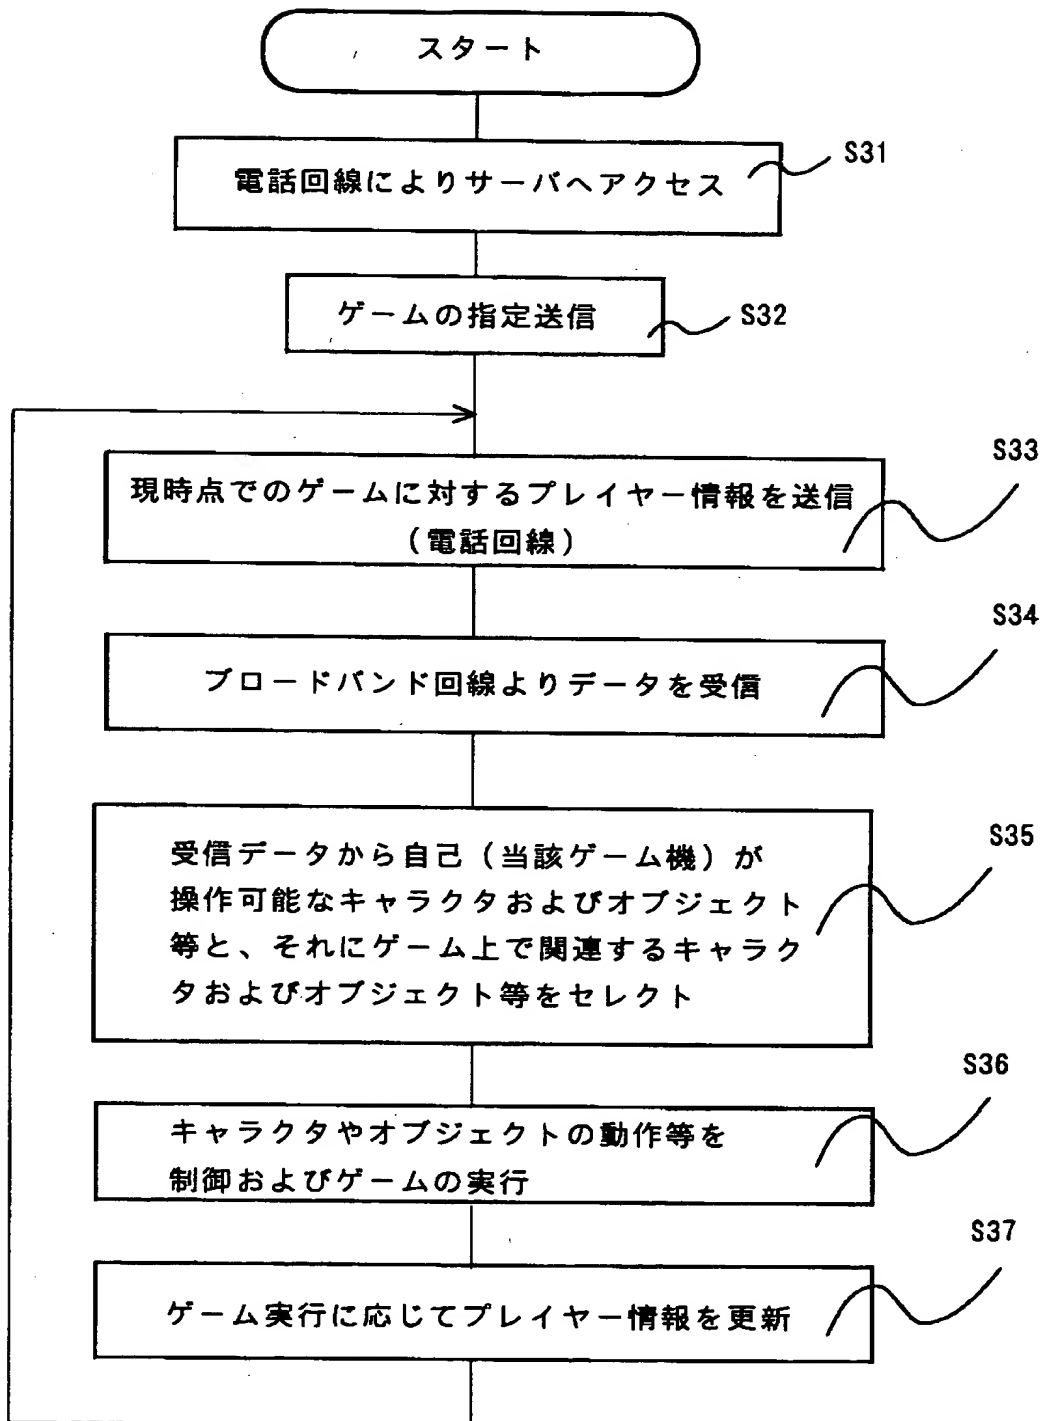 スタート
電話回線によりサーバへアクセス
S31
ゲームの指定送信
S32
現時点でのゲームに対するプレイヤー情報を送信
(電話回線)
S33
ブロードバンド回線よりデータを受信
S34
受信データから自己(当該ゲーム機)が
操作可能なキャラクタおよびオブジェクト
等と、それにゲーム上で関連するキャラク
タおよびオブジェクト等をセレクト
S35
キャラクタやオブジェクトの動作等を
制御およびゲームの実行
S36
ゲーム実行に応じてプレイヤー情報を更新
S37